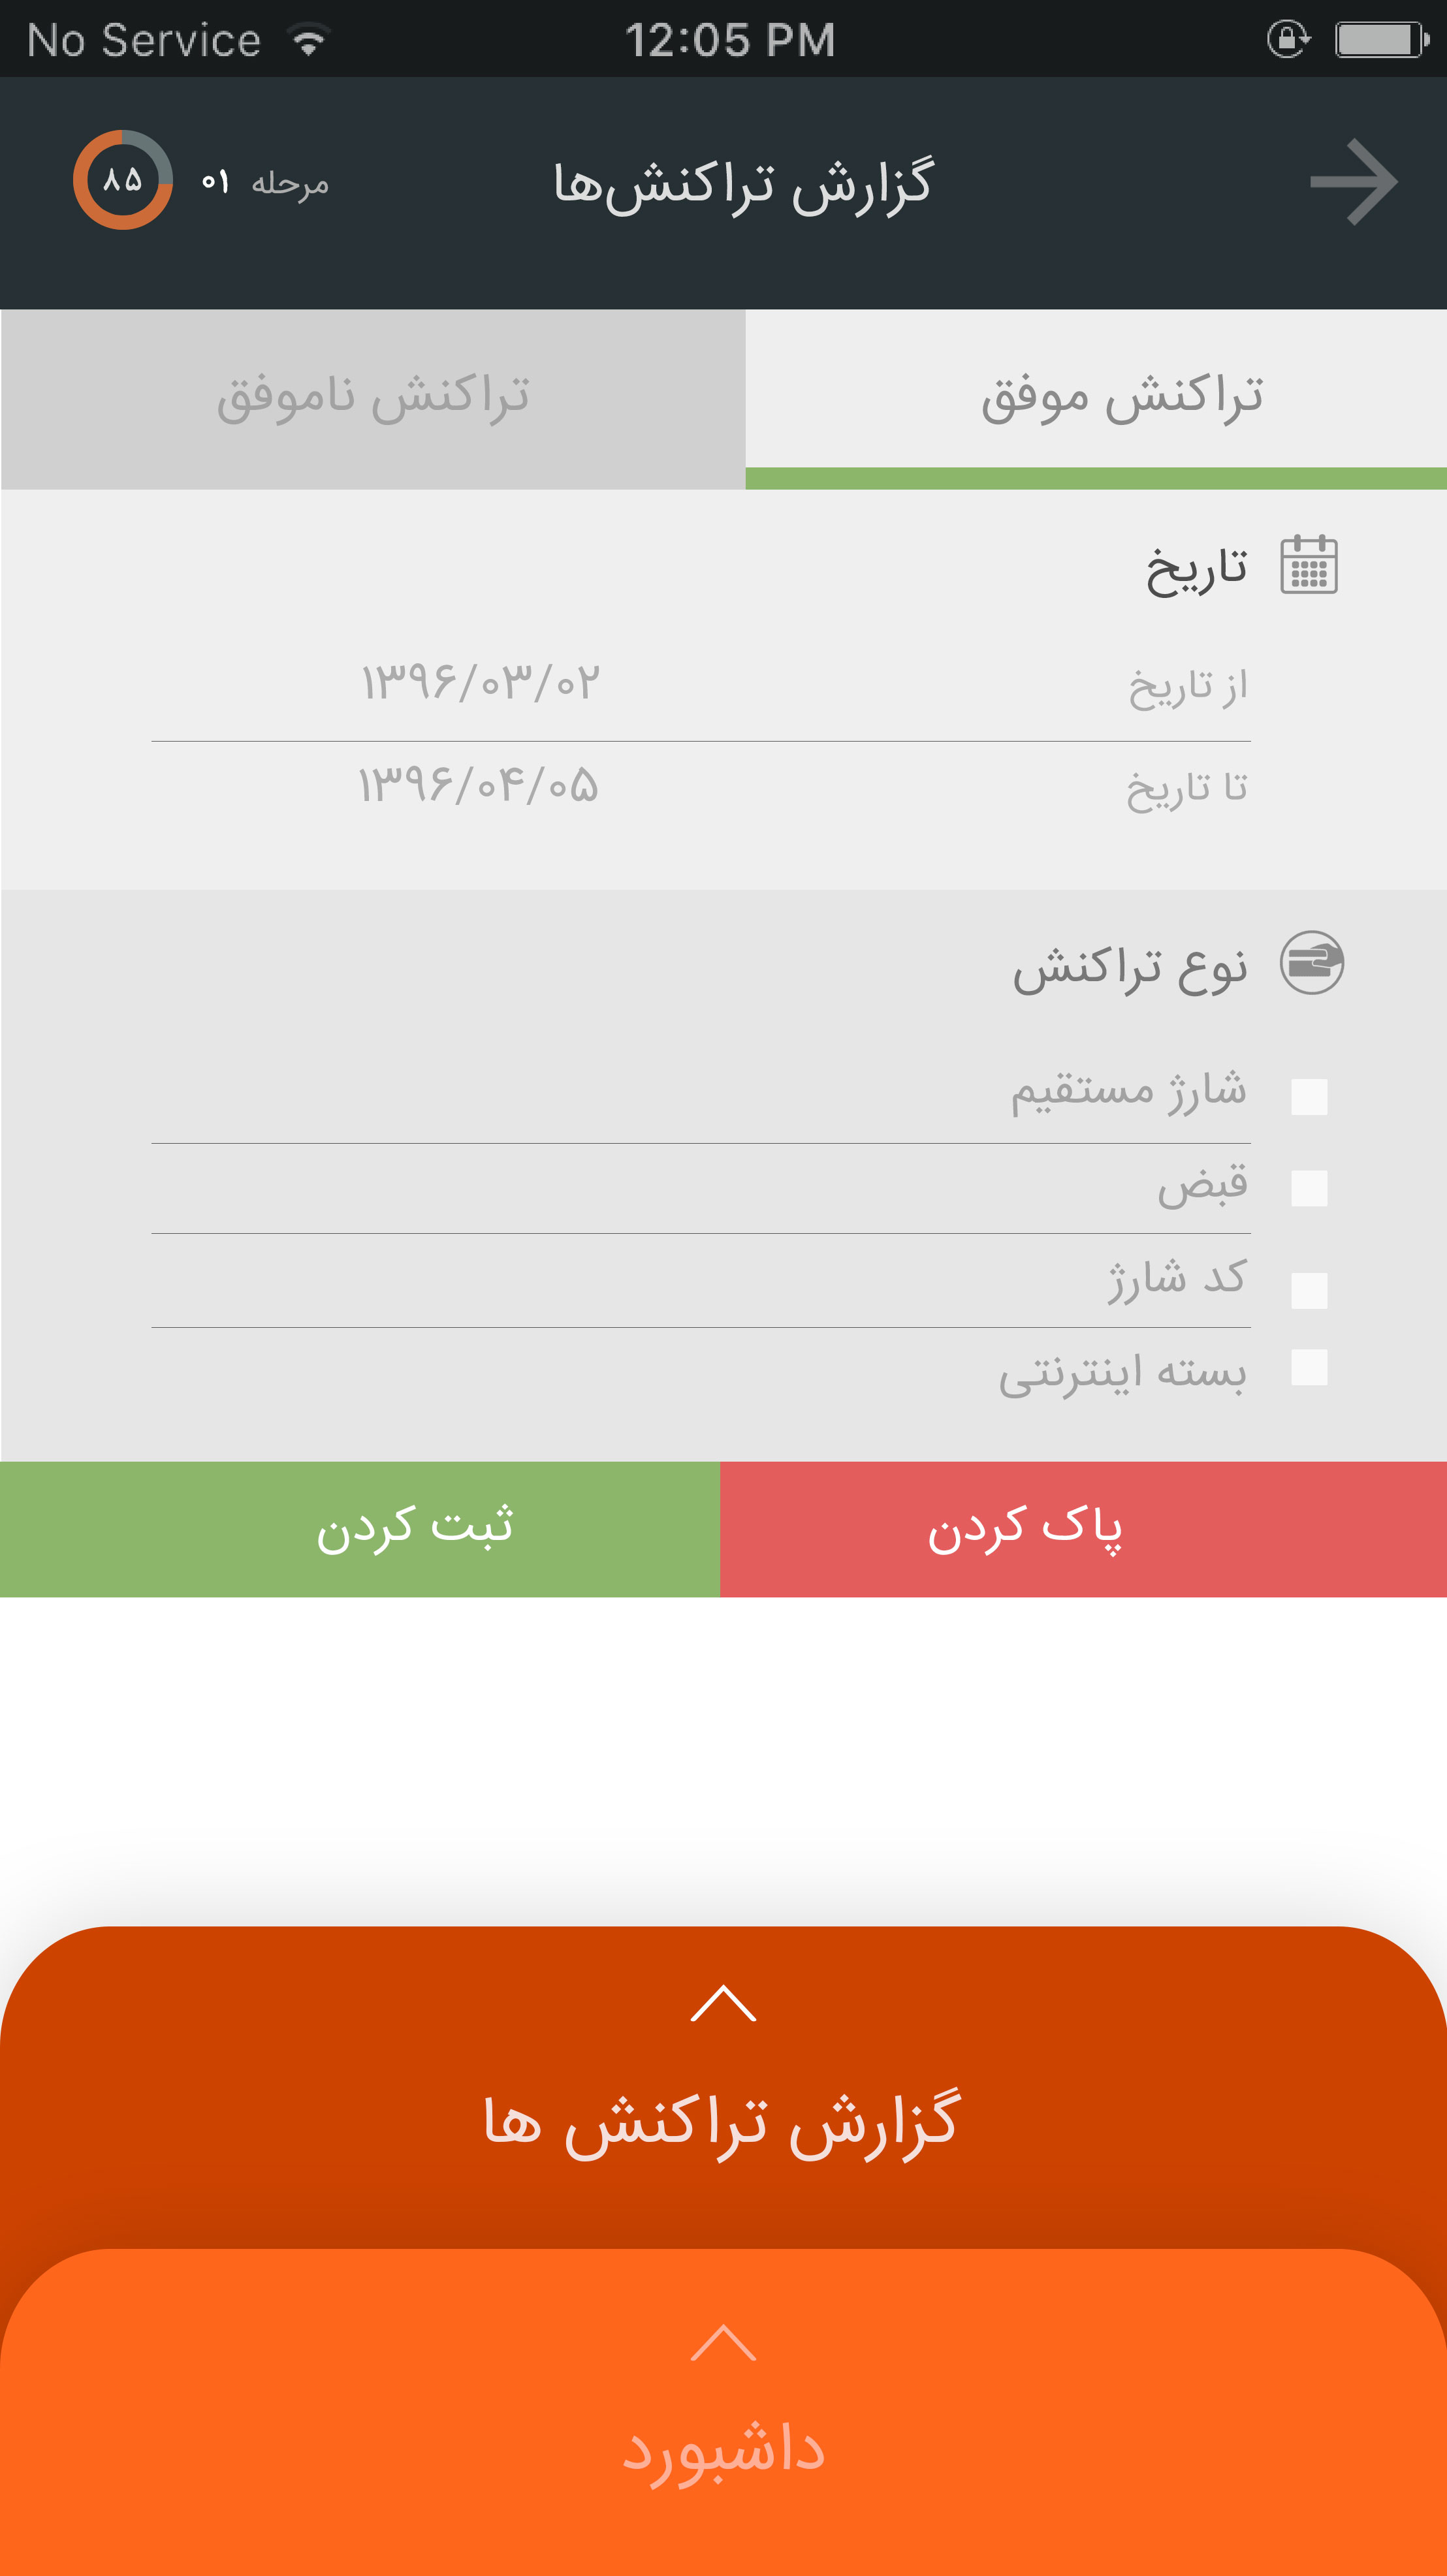 No Service 12:05 PM
گزارش تراکنش‌ها مرحله ۰۱ ۸۵
تراکنش موفق تراکنش ناموفق
تاریخ
از تاریخ ۱۳۹۶/۰۳/۰۲
تا تاریخ ۱۳۹۶/۰۴/۰۵
نوع تراکنش
شارژ مستقیم
قبض
کد شارژ
بسته اینترنتی
پاک کردن ثبت کردن
گزارش تراکنش ها
داشبورد